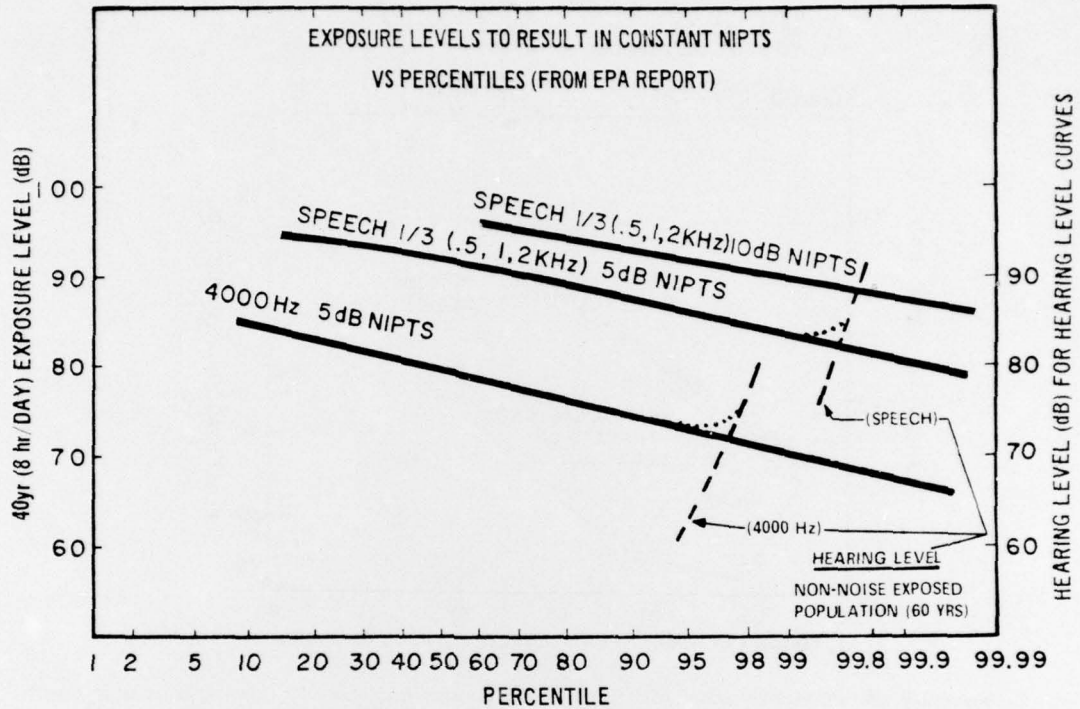 EXPOSURE LEVELS TO RESULT IN CONSTANT NIPTS
VS PERCENTILES (FROM EPA REPORT)
40yr (8 hr/DAY) EXPOSURE LEVEL (dB)
100
90
80
70
60
SPEECH 1/3 (.5, 1, 2KHz) 10dB NIPTS
SPEECH 1/3 (.5, 1, 2KHz) 5dB NIPTS
4000 Hz 5dB NIPTS
(SPEECH)
(4000 Hz)
HEARING LEVEL
NON-NOISE EXPOSED
POPULATION (60 YRS)
90
80
70
60
HEARING LEVEL (dB) FOR HEARING LEVEL CURVES
1 2 5 10 20 30 40 50 60 70 80 90 95 98 99 99.8 99.9 99.99
PERCENTILE